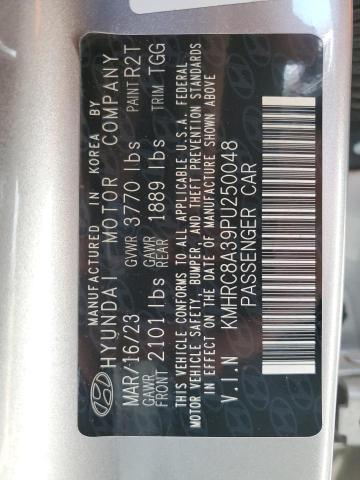 MANUFACTURED IN KOREA BY
HYUNDAI MOTOR COMPANY
MAR/16/23 GVWR 3770 lbs PAINT R2T
GAWR FRONT 2101 lbs GAWR REAR 1889 lbs TRIM TGG
THIS VEHICLE CONFORMS TO ALL APPLICABLE U.S.A. FEDERAL
MOTOR VEHICLE SAFETY, BUMPER, AND THEFT PREVENTION STANDARDS
IN EFFECT ON THE DATE OF MANUFACTURE SHOWN ABOVE.
V.I.N KMHRC8A39PU250048
PASSENGER CAR